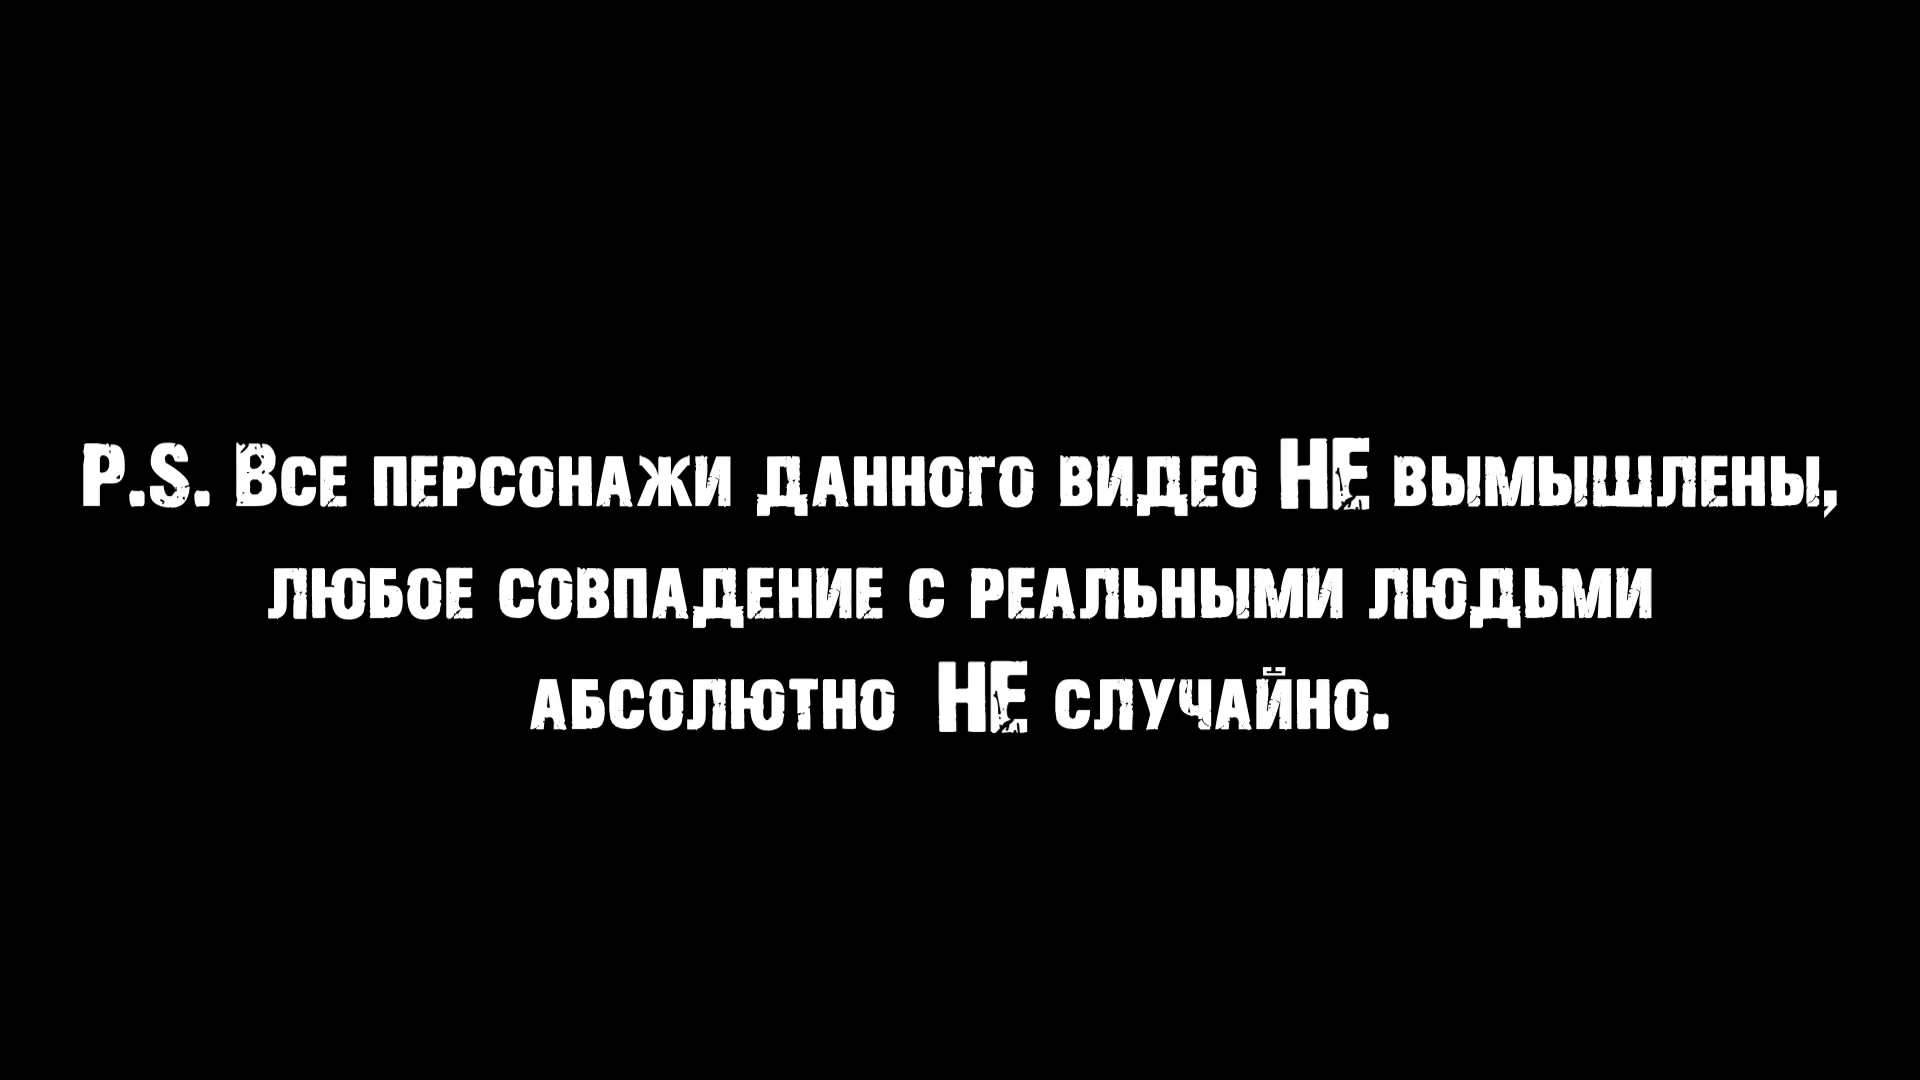 P.S. Все персонажи данного видео НЕ вымышлены,
любое совпадение с реальными людьми
абсолютно НЕ случайно.